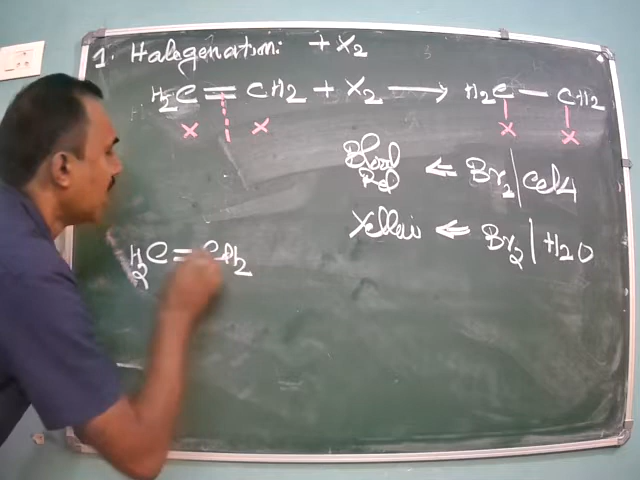 1. Halogenation: + X2
H2C = CH2 + X2 ⟶ H2C — CH2
X X X X
Blood Red ⇐ Br2 | CCl4
Yellow ⇐ Br2 | H2O
H2C = CH2